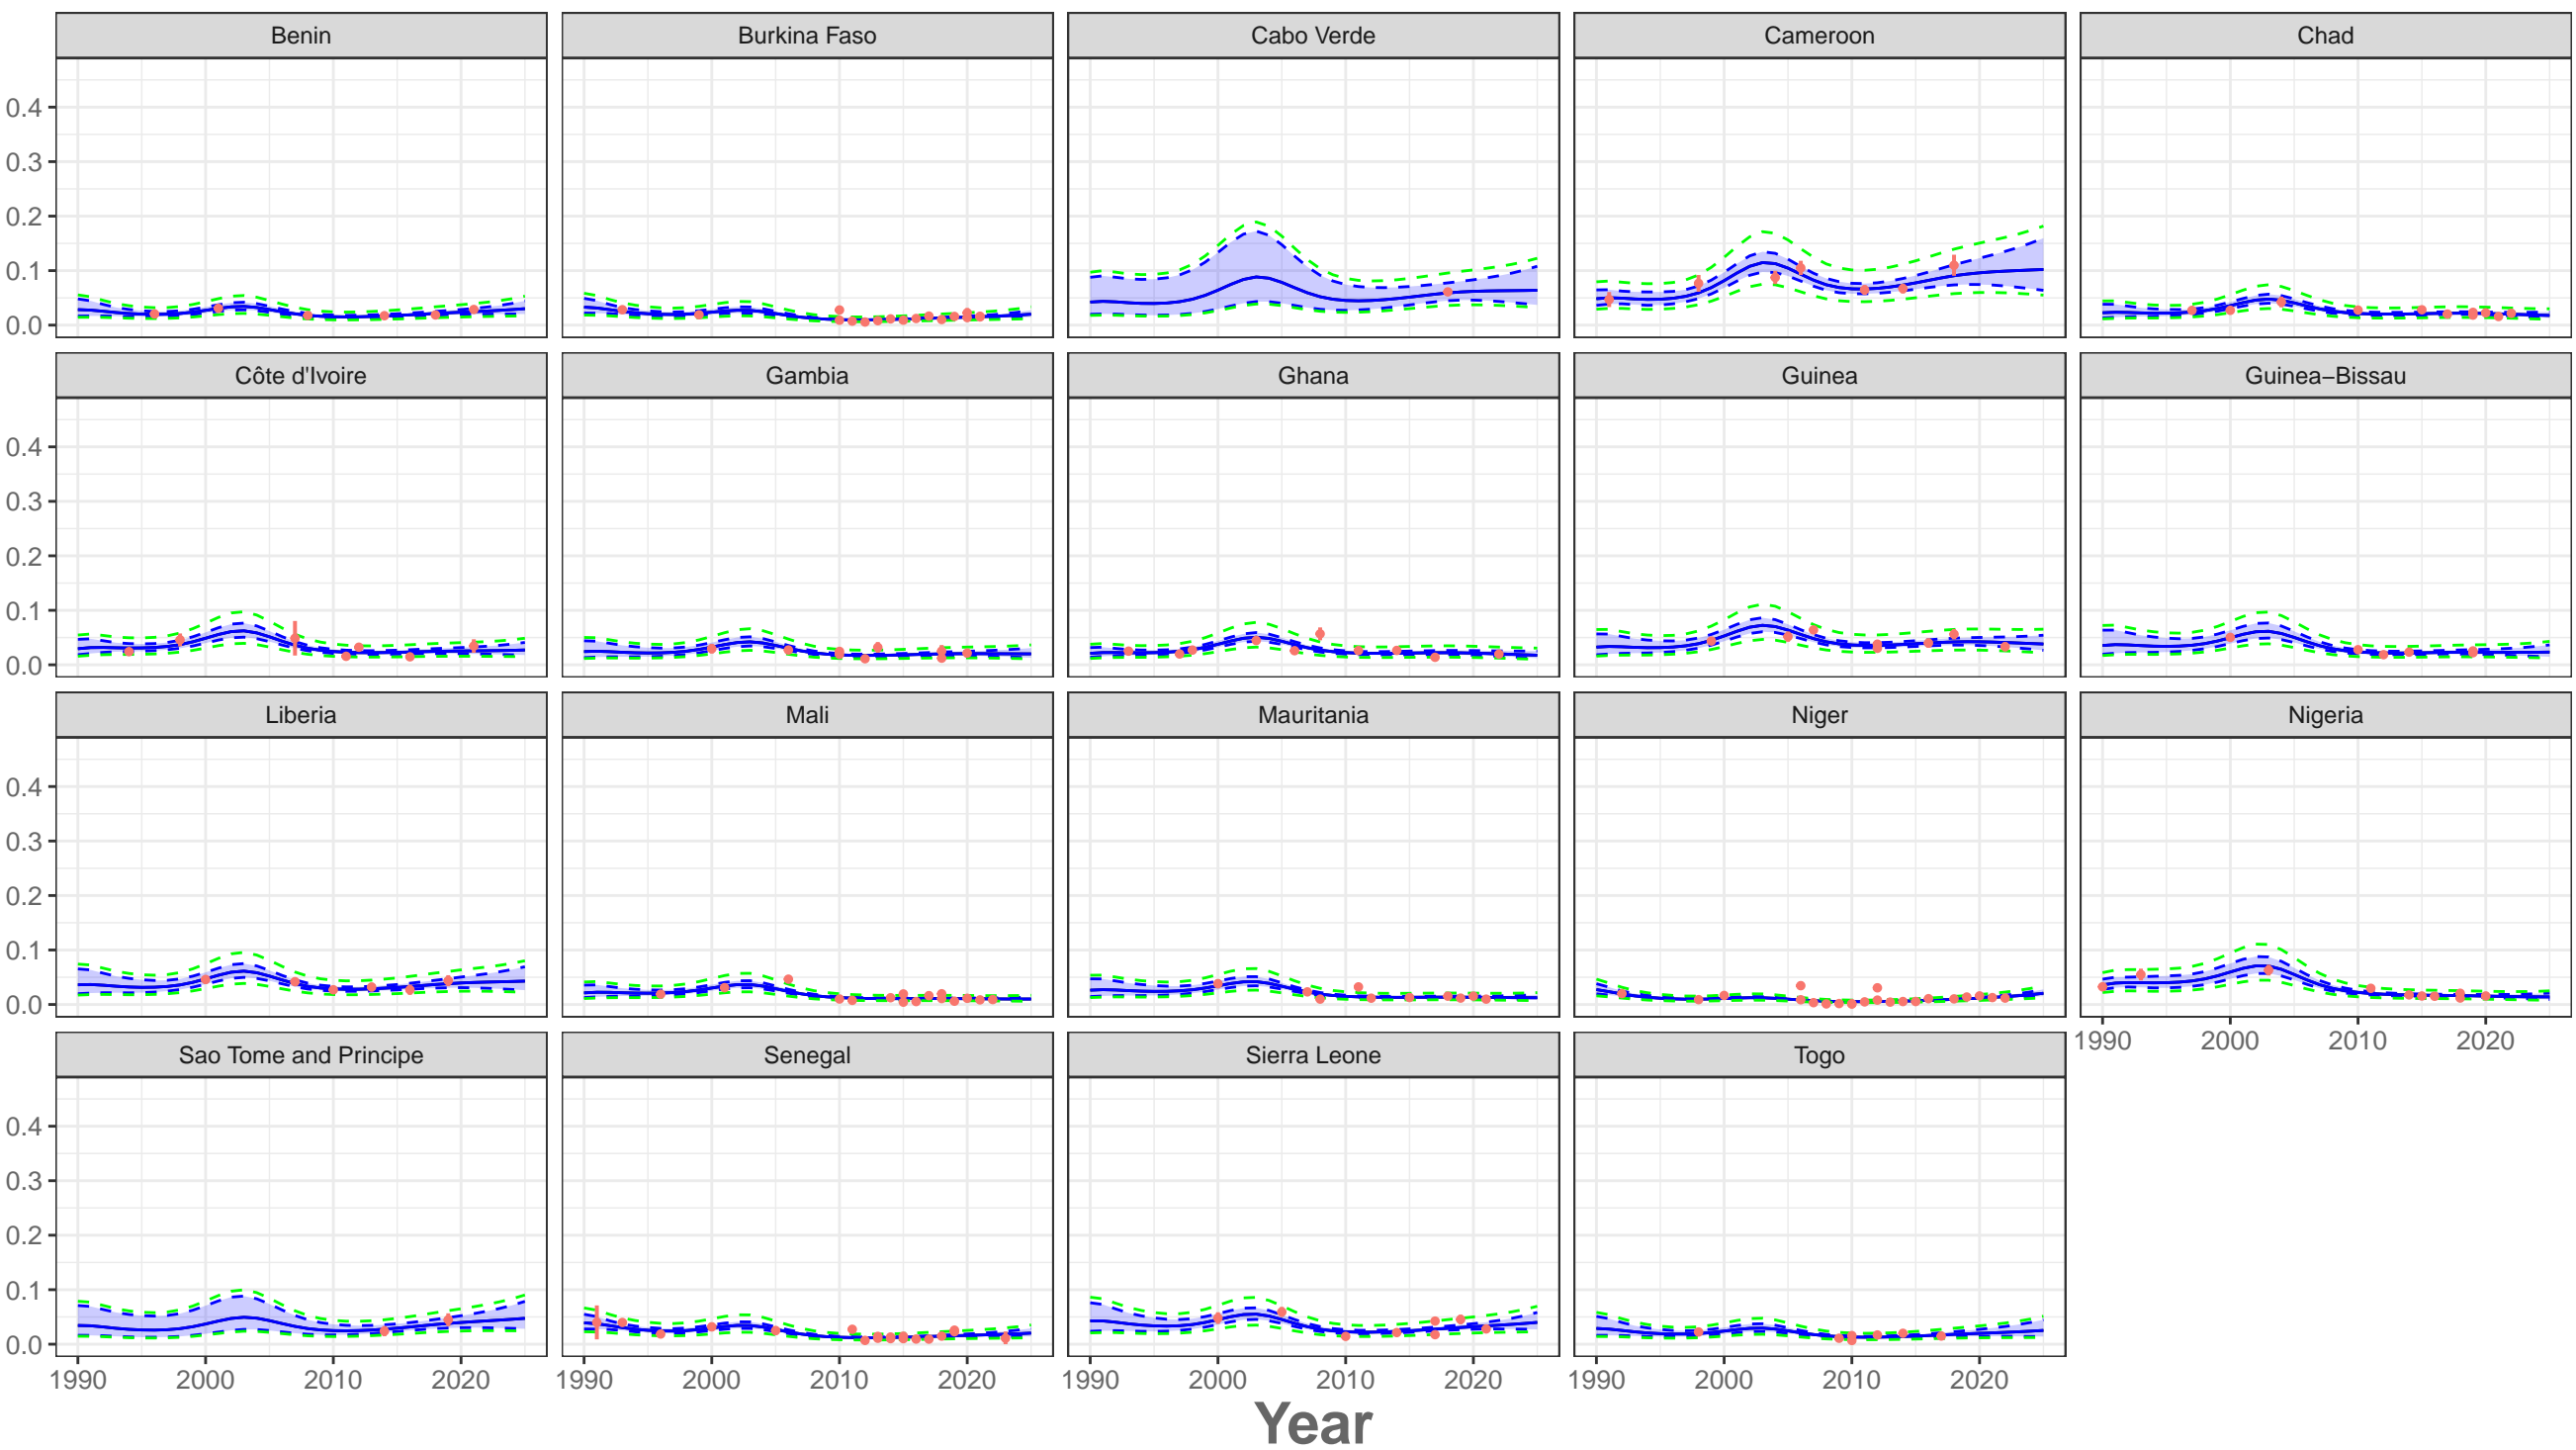 Benin Burkina Faso Cabo Verde Cameroon Chad
0.4
0.3
0.2
0.1
0.0
Côte d'Ivoire Gambia Ghana Guinea Guinea−Bissau
0.4
0.3
0.2
0.1
0.0
Liberia Mali Mauritania Niger Nigeria
0.4
0.3
0.2
0.1
0.0
1990 2000 2010 2020
Sao Tome and Principe Senegal Sierra Leone Togo
0.4
0.3
0.2
0.1
0.0
1990 2000 2010 2020 1990 2000 2010 2020 1990 2000 2010 2020 1990 2000 2010 2020
Year